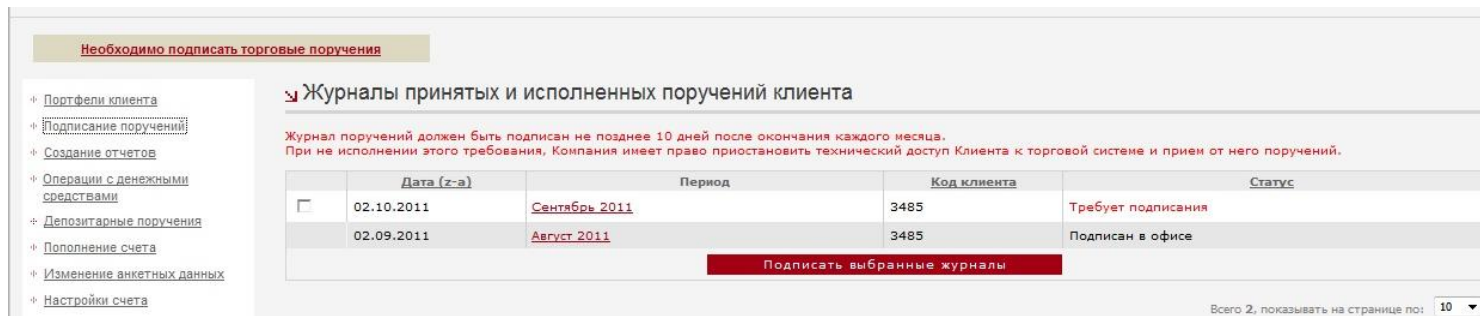 Необходимо подписать торговые поручения
Портфели клиента
Подписание поручений
Создание отчетов
Операции с денежными
средствами
Депозитарные поручения
Пополнение счета
Изменение анкетных данных
Настройки счета
Журналы принятых и исполненных поручений клиента
Журнал поручений должен быть подписан не позднее 10 дней после окончания каждого месяца.
При не исполнении этого требования, Компания имеет право приостановить технический доступ Клиента к торговой системе и прием от него поручений.
Дата (z-a) Период Код клиента Статус
02.10.2011 Сентябрь 2011 3485 Требует подписания
02.09.2011 Август 2011 3485 Подписан в офисе
Подписать выбранные журналы
Всего 2, показывать на странице по: 10